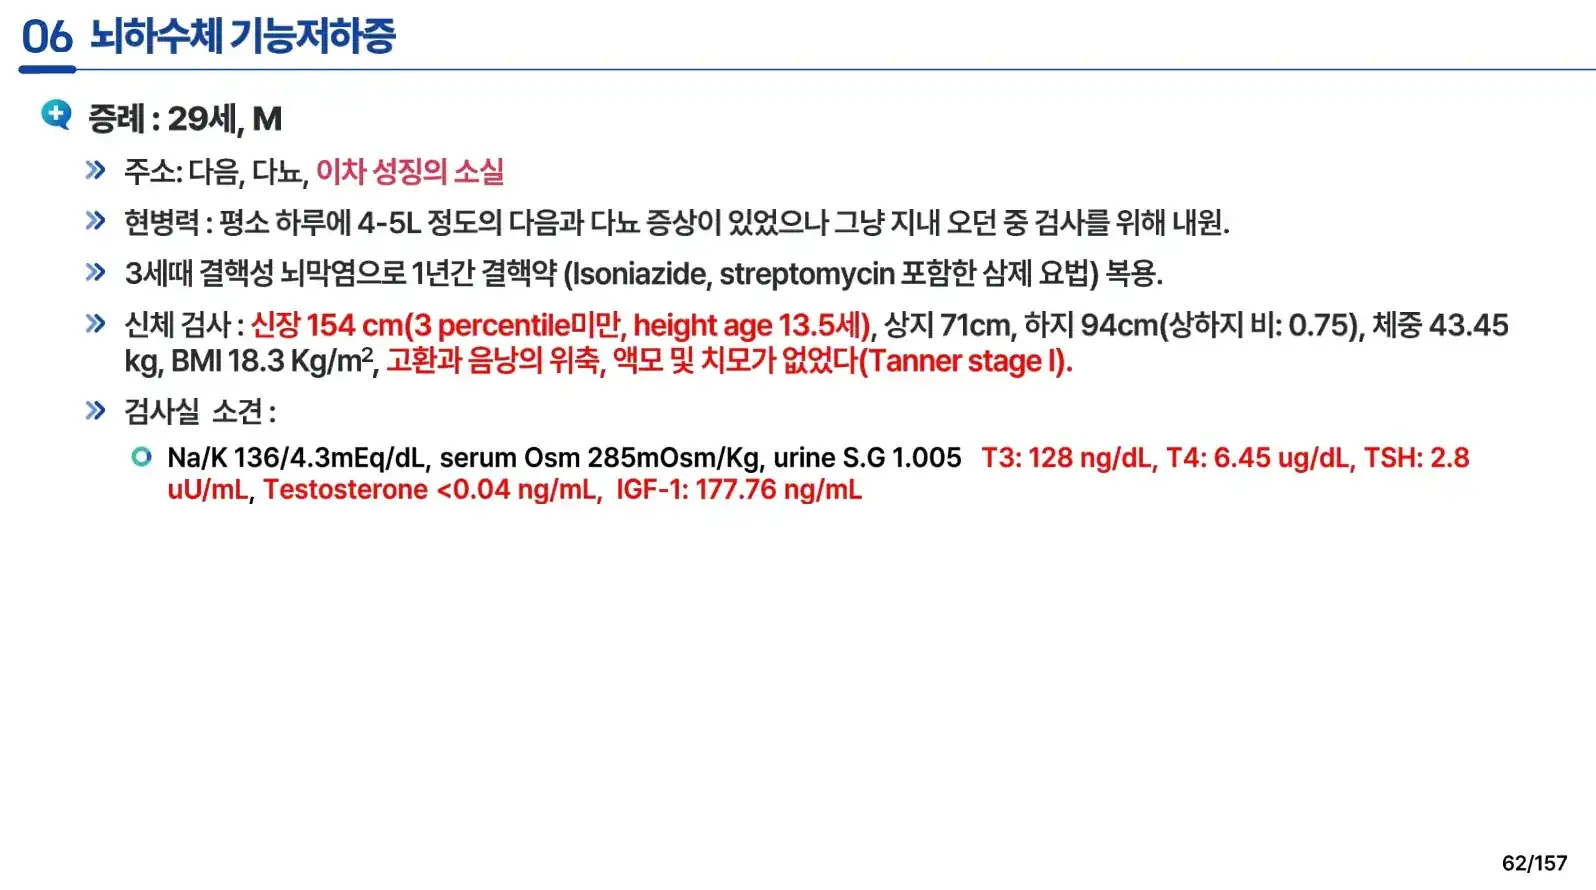 06 뇌하수체 기능저하증
증례 : 29세, M
주소: 다음, 다뇨, 이차 성징의 소실
현병력 : 평소 하루에 4-5L 정도의 다음과 다뇨 증상이 있었으나 그냥 지내 오던 중 검사를 위해 내원.
3세때 결핵성 뇌막염으로 1년간 결핵약 (Isoniazide, streptomycin 포함한 삼제 요법) 복용.
신체 검사 : 신장 154 cm(3 percentile미만, height age 13.5세), 상지 71cm, 하지 94cm(상하지 비: 0.75), 체중 43.45
kg, BMI 18.3 Kg/m², 고환과 음낭의 위축, 액모 및 치모가 없었다(Tanner stage I).
검사실 소견 :
Na/K 136/4.3mEq/dL, serum Osm 285mOsm/Kg, urine S.G 1.005 T3: 128 ng/dL, T4: 6.45 ug/dL, TSH: 2.8
uU/mL, Testosterone <0.04 ng/mL, IGF-1: 177.76 ng/mL
62/157